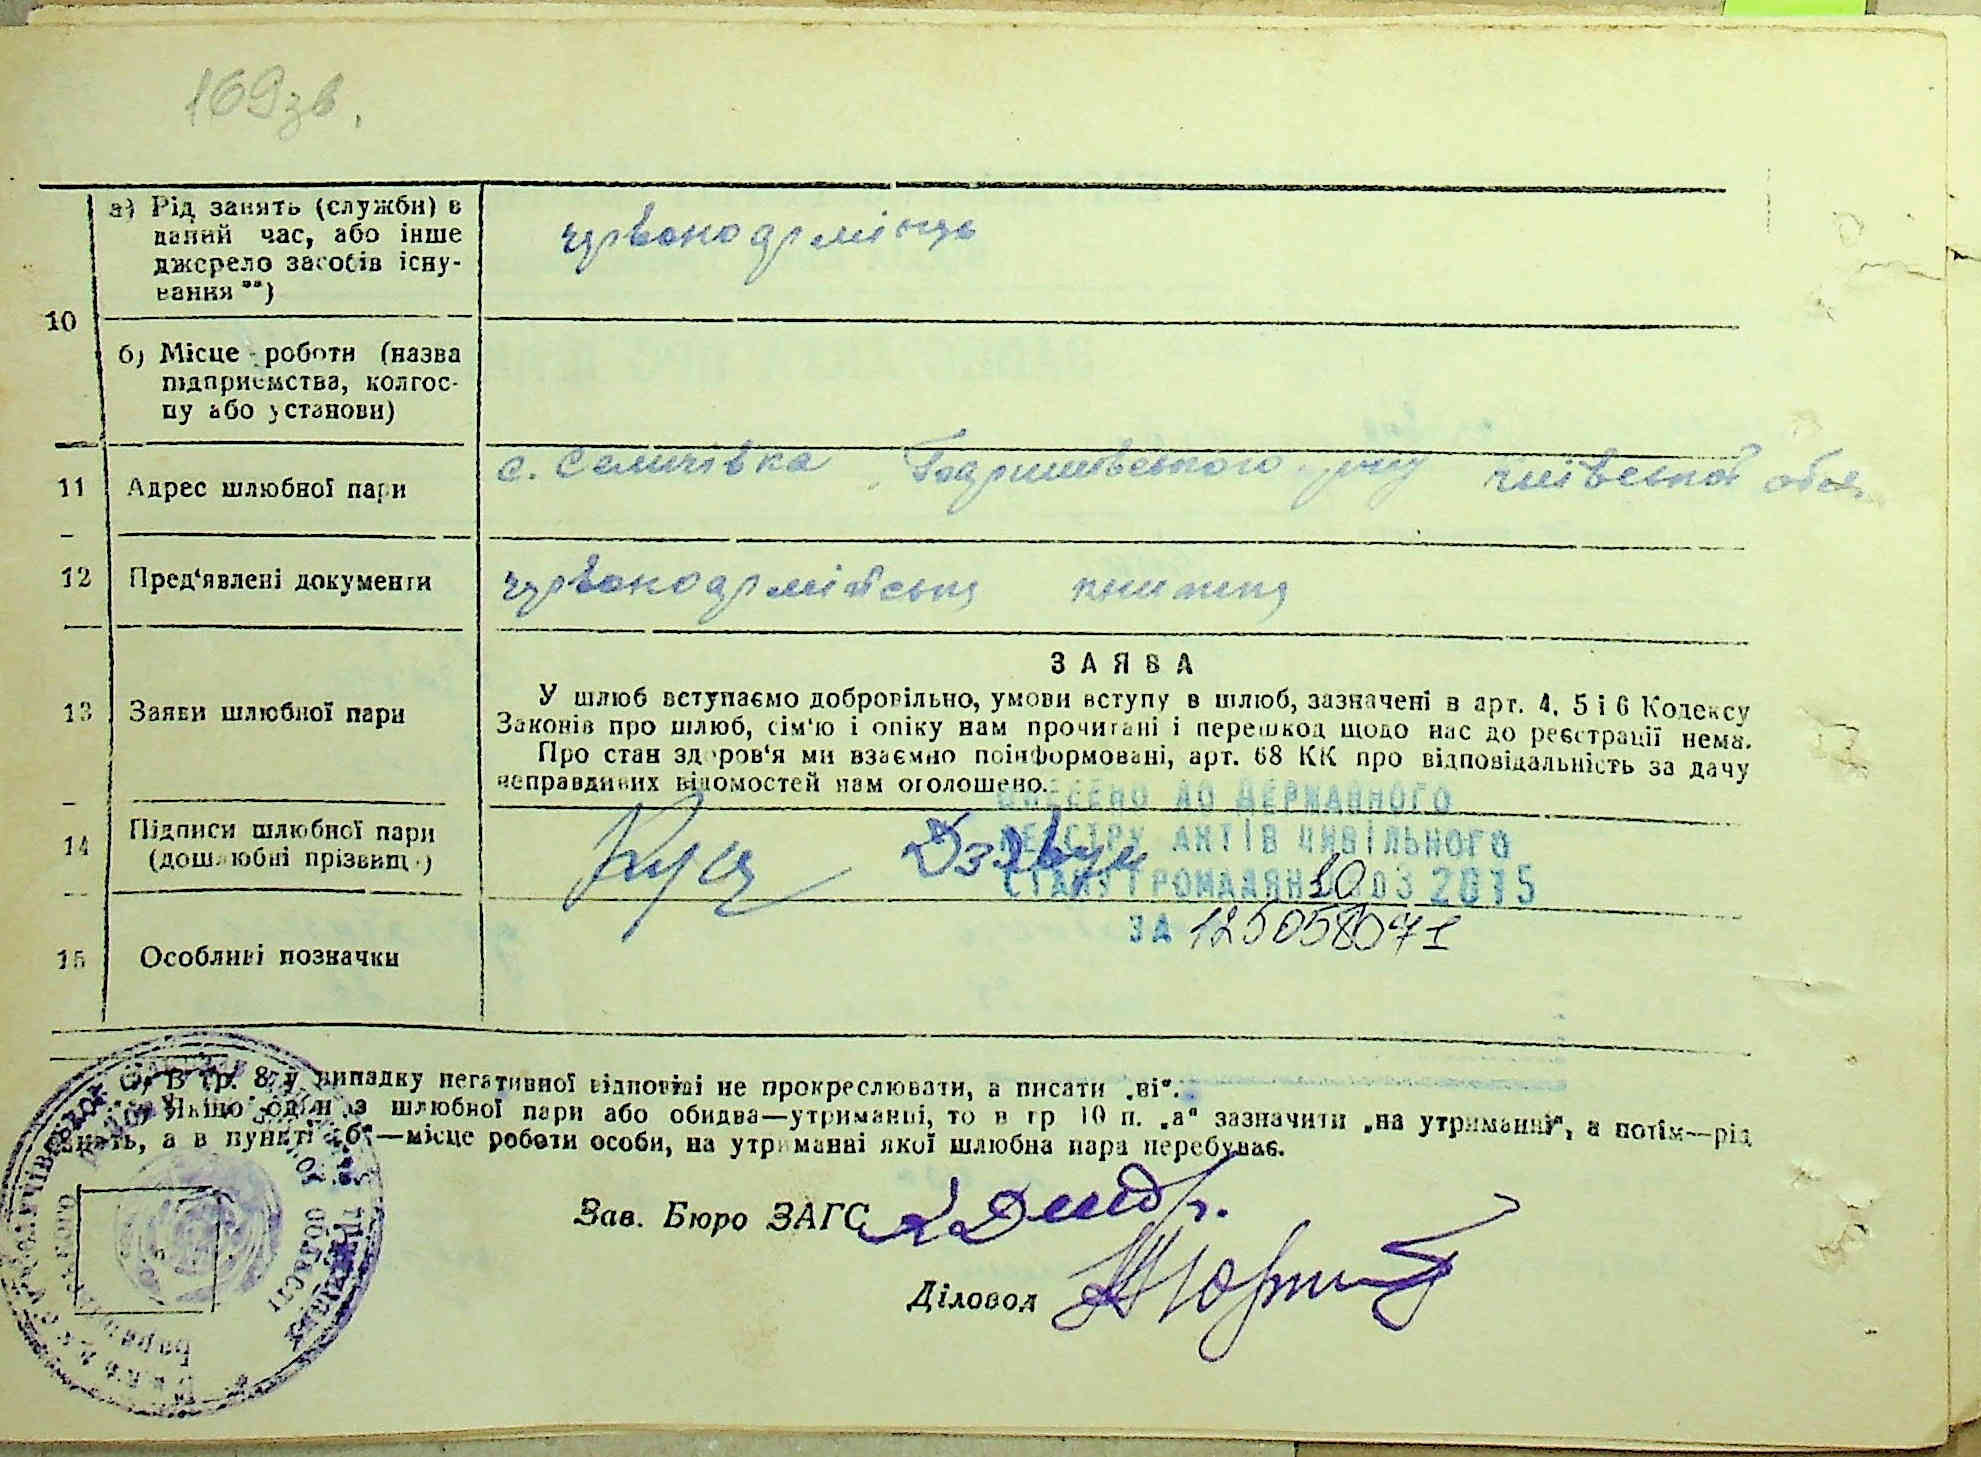 169зв.
а) Рід занять (служби) в
даний час, або інше
джерело засобів існу-
вання **)
червоноармієць
10
б) Місце роботи (назва
підприємства, колгос-
пу або установи)
11 Адрес шлюбної пари
с. Селичівка Баришівського р-ну Київської обл.
12 Пред'явлені документи
червоноармійська книжка
13 Заяви шлюбної пари
ЗАЯВА
У шлюб вступаємо добровільно, умови вступу в шлюб, зазначені в арт. 4, 5 і 6 Кодексу
Законів про шлюб, сім'ю і опіку нам прочитані і перешкод щодо нас до реєстрації нема.
Про стан здоров'я ми взаємно поінформовані, арт. 68 КК про відповідальність за дачу
неправдивих відомостей нам оголошено.
14 Підписи шлюбної пари
(дошлюбні прізвища)
ВНЕСЕНО ДО ДЕРЖАВНОГО
РЕЄСТРУ АКТІВ ЦИВІЛЬНОГО
СТАНУ ГРОМАДЯН 10 03 2015
ЗА
15 Особливі позначки
*) В гр. 8 у випадку негативної відповіді не прокреслювати, а писати „ні".
**) Якщо один із шлюбної пари або обидва—утриманці, то в гр 10 п. „а" зазначити „на утриманні", а потім—рід
занять, а в пункті „б"—місце роботи особи, на утриманні якої шлюбна пара перебуває.
Зав. Бюро ЗАГС
Діловод